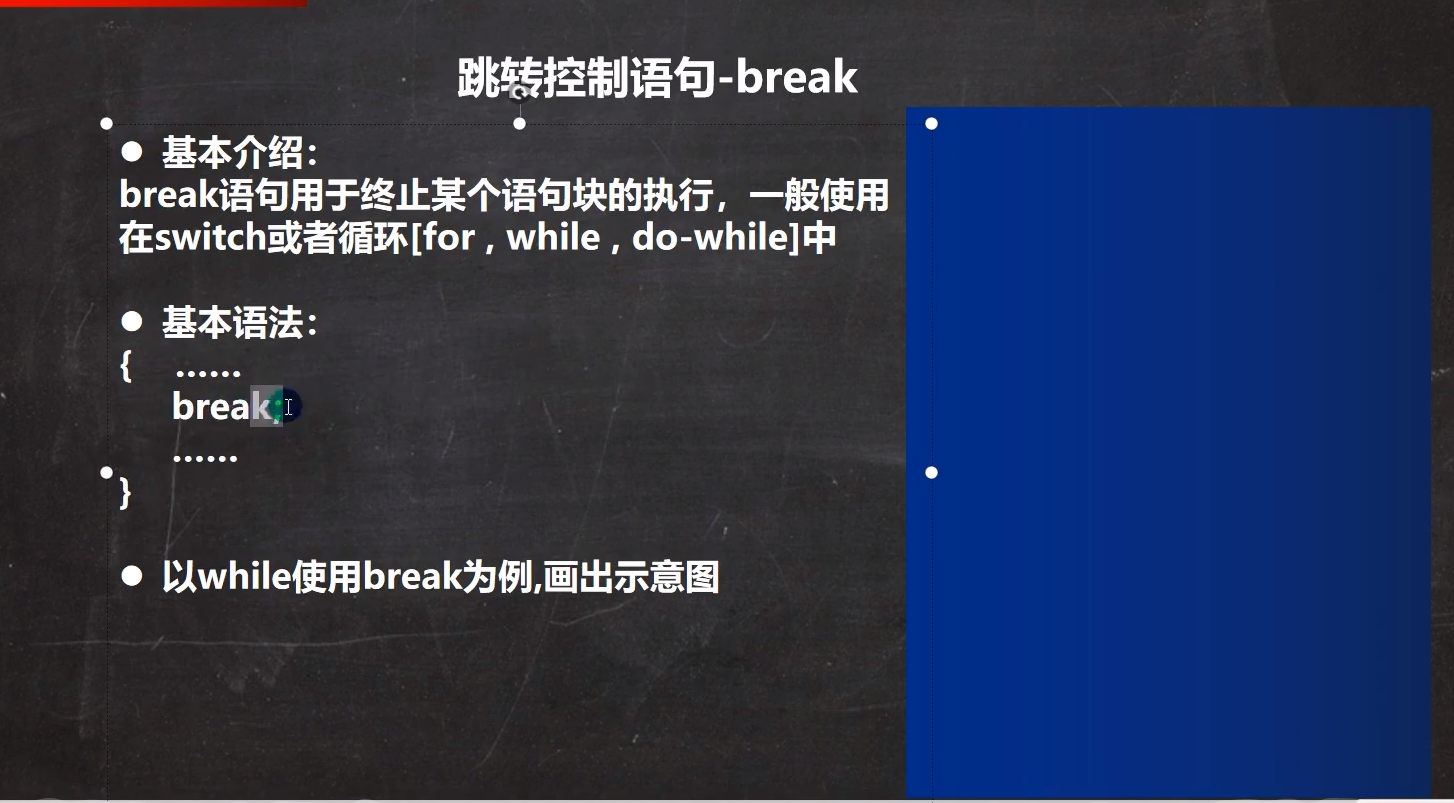 跳转控制语句-break
● 基本介绍：
break语句用于终止某个语句块的执行，一般使用
在switch或者循环[for , while , do-while]中
● 基本语法：
{ ……
break;
……
}
● 以while使用break为例,画出示意图